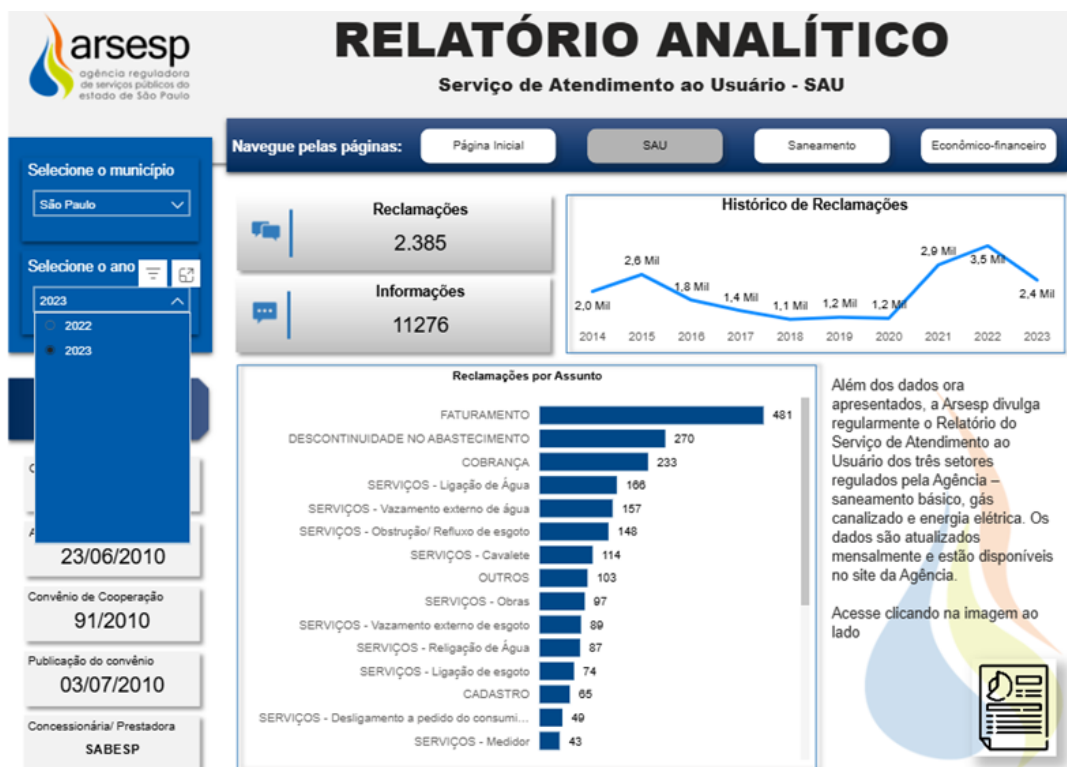 arsesp
agência reguladora
de serviços públicos do
estado de São Paulo
RELATÓRIO ANALÍTICO
Serviço de Atendimento ao Usuário - SAU
Navegue pelas páginas:
Página Inicial
SAU
Saneamento
Econômico-financeiro
Selecione o município
São Paulo
Selecione o ano
2023
2022
2023
23/06/2010
Convênio de Cooperação
91/2010
Publicação do convênio
03/07/2010
Concessionária/ Prestadora
SABESP
Reclamações
2.385
Informações
11276
Histórico de Reclamações
2,0 Mil
2,6 Mil
1,8 Mil
1,4 Mil
1,1 Mil
1,2 Mil
1,2 Mil
2,9 Mil
3,5 Mil
2,4 Mil
2014 2015 2016 2017 2018 2019 2020 2021 2022 2023
Reclamações por Assunto
FATURAMENTO 481
DESCONTINUIDADE NO ABASTECIMENTO 270
COBRANÇA 233
SERVIÇOS - Ligação de Água 166
SERVIÇOS - Vazamento externo de água 157
SERVIÇOS - Obstrução/ Refluxo de esgoto 148
SERVIÇOS - Cavalete 114
OUTROS 103
SERVIÇOS - Obras 97
SERVIÇOS - Vazamento externo de esgoto 89
SERVIÇOS - Religação de Água 87
SERVIÇOS - Ligação de esgoto 74
CADASTRO 65
SERVIÇOS - Desligamento a pedido do consumi... 49
SERVIÇOS - Medidor 43
Além dos dados ora
apresentados, a Arsesp divulga
regularmente o Relatório do
Serviço de Atendimento ao
Usuário dos três setores
regulados pela Agência –
saneamento básico, gás
canalizado e energia elétrica. Os
dados são atualizados
mensalmente e estão disponíveis
no site da Agência.
Acesse clicando na imagem ao
lado